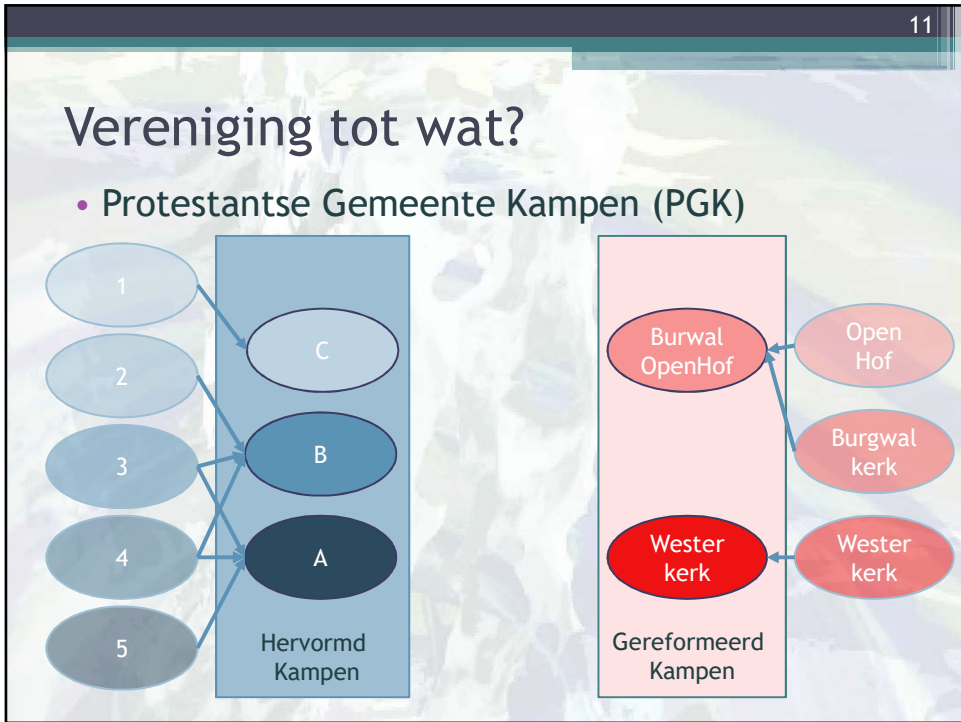 11
Vereniging tot wat?
• Protestantse Gemeente Kampen (PGK)
1
2
3
4
5
C
B
A
Hervormd
Kampen
Burwal
OpenHof
Wester
kerk
Gereformeerd
Kampen
Open
Hof
Burgwal
kerk
Wester
kerk